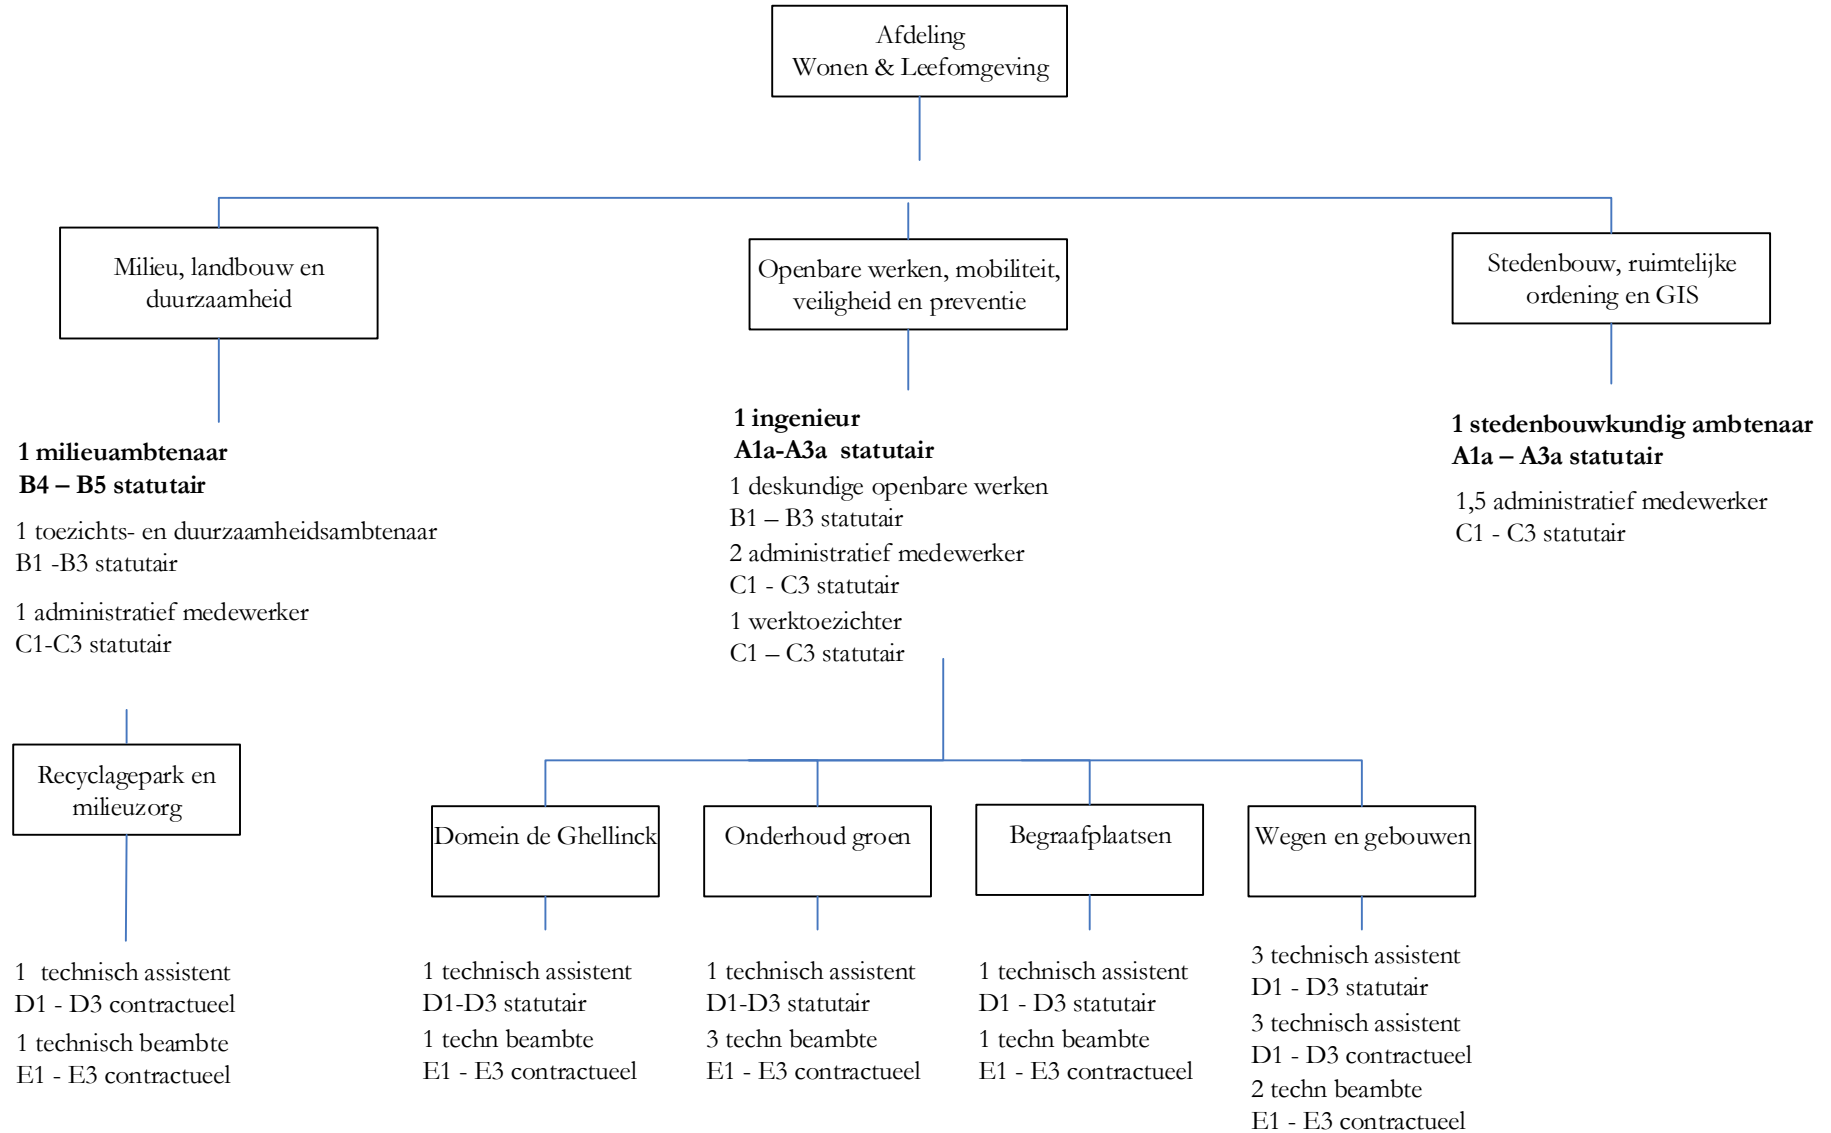 Afdeling
Wonen & Leefomgeving
Milieu, landbouw en
duurzaamheid
Openbare werken, mobiliteit,
veiligheid en preventie
Stedenbouw, ruimtelijke
ordening en GIS
1 milieuambtenaar
B4 – B5 statutair
1 toezichts- en duurzaamheidsambtenaar
B1 -B3 statutair
1 administratief medewerker
C1-C3 statutair
1 ingenieur
A1a-A3a statutair
1 deskundige openbare werken
B1 – B3 statutair
2 administratief medewerker
C1 - C3 statutair
1 werktoezichter
C1 – C3 statutair
1 stedenbouwkundig ambtenaar
A1a – A3a statutair
1,5 administratief medewerker
C1 - C3 statutair
Recyclagepark en
milieuzorg
Domein de Ghellinck
Onderhoud groen
Begraafplaatsen
Wegen en gebouwen
1 technisch assistent
D1 - D3 contractueel
1 technisch beambte
E1 - E3 contractueel
1 technisch assistent
D1-D3 statutair
1 techn beambte
E1 - E3 contractueel
1 technisch assistent
D1-D3 statutair
3 techn beambte
E1 - E3 contractueel
1 technisch assistent
D1 - D3 statutair
1 techn beambte
E1 - E3 contractueel
3 technisch assistent
D1 - D3 statutair
3 technisch assistent
D1 - D3 contractueel
2 techn beambte
E1 - E3 contractueel